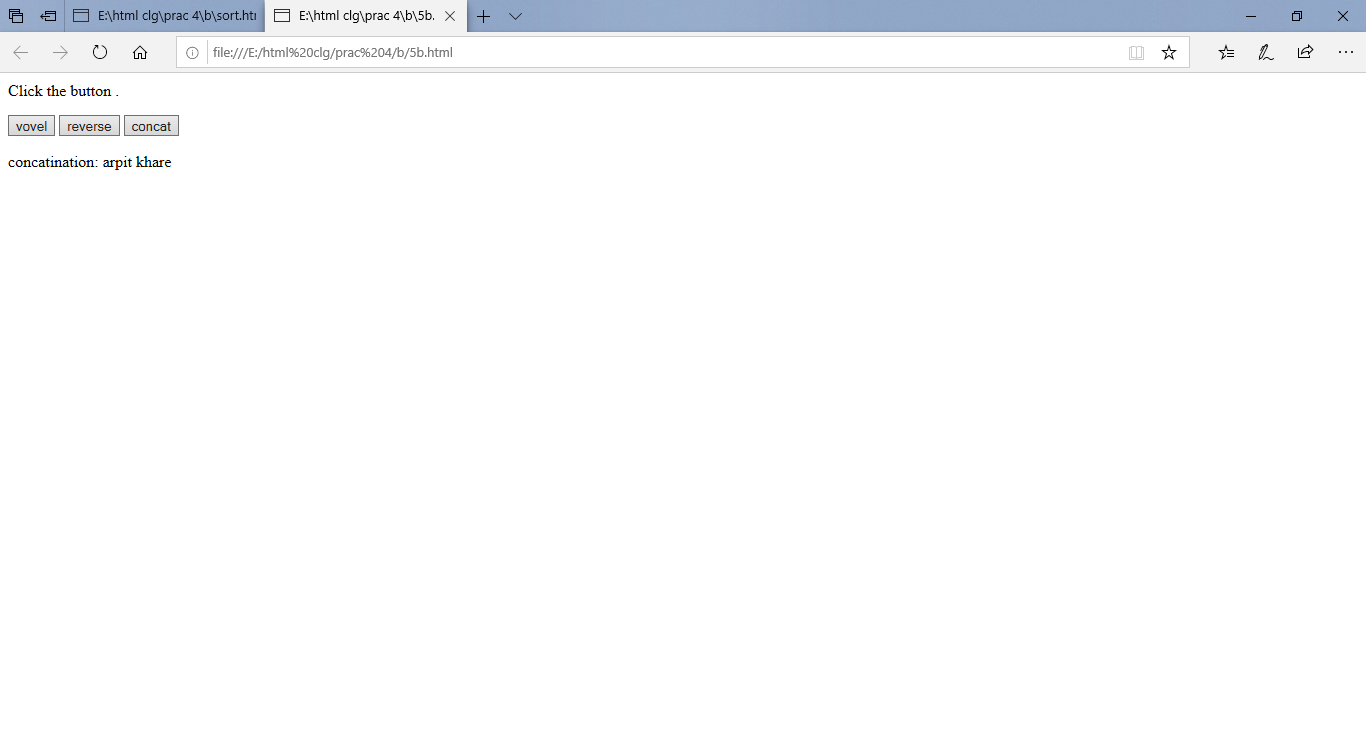 E:\html clg\prac 4\b\sort.htm
E:\html clg\prac 4\b\5b.
file:///E:/html%20clg/prac%204/b/5b.html
Click the button .
vovel reverse concat
concatination: arpit khare